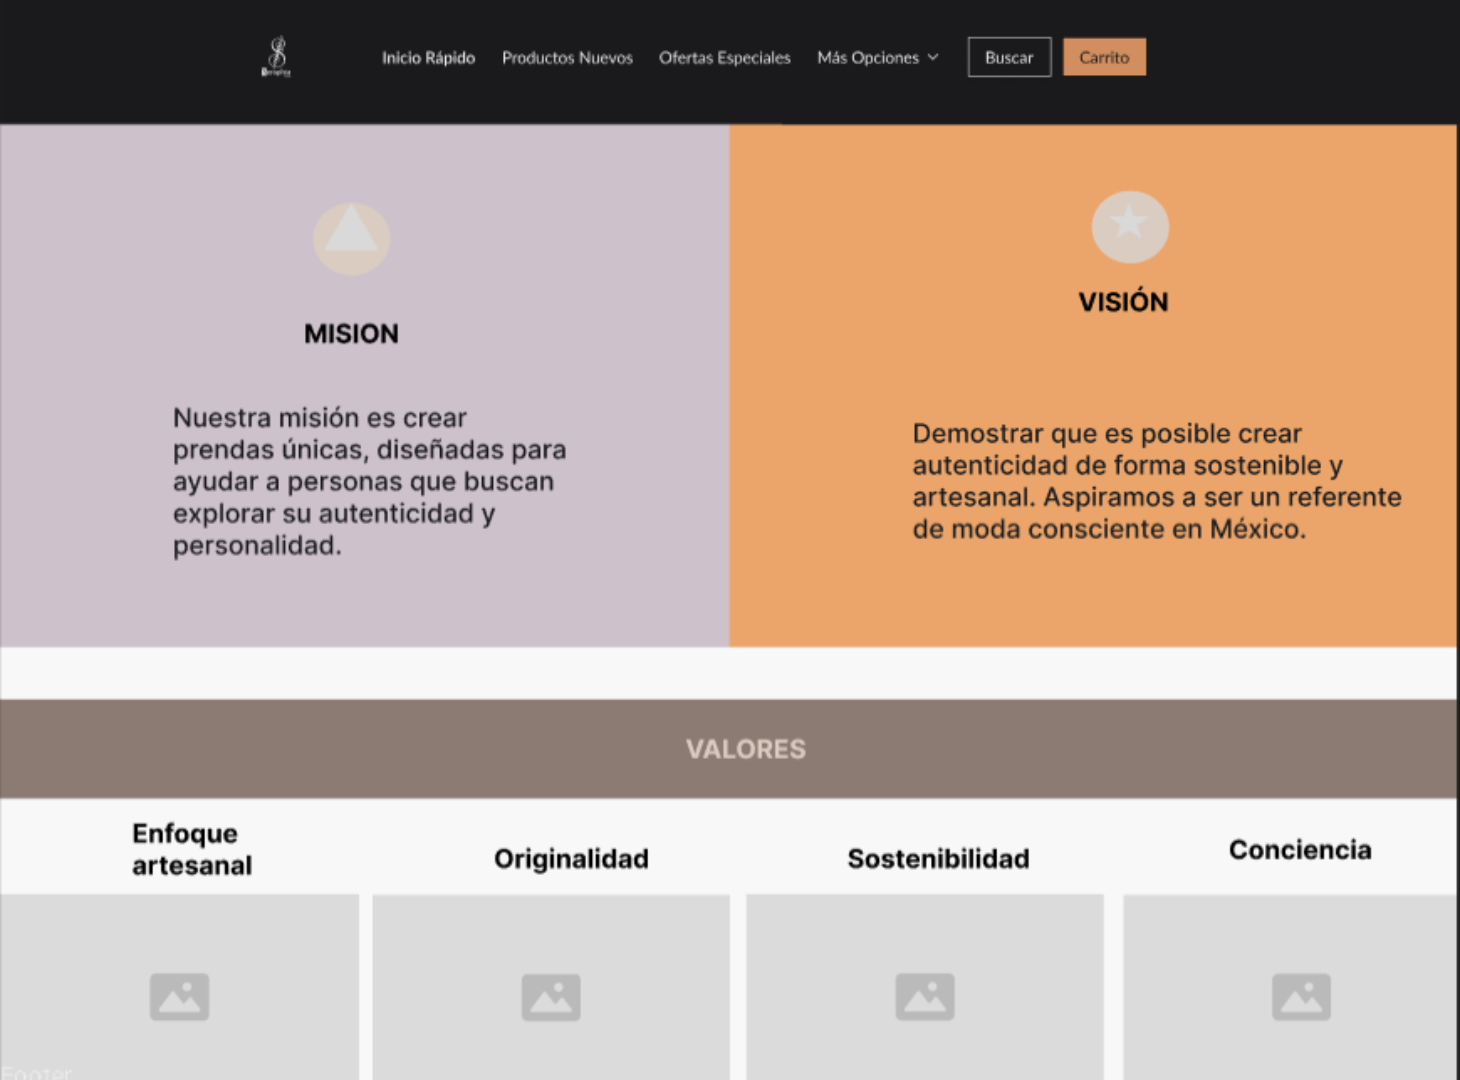 Inicio Rápido Productos Nuevos Ofertas Especiales Más Opciones Buscar Carrito
MISION
Nuestra misión es crear
prendas únicas, diseñadas para
ayudar a personas que buscan
explorar su autenticidad y
personalidad.
VISIÓN
Demostrar que es posible crear
autenticidad de forma sostenible y
artesanal. Aspiramos a ser un referente
de moda consciente en México.
VALORES
Enfoque
artesanal
Originalidad
Sostenibilidad
Conciencia
Footer